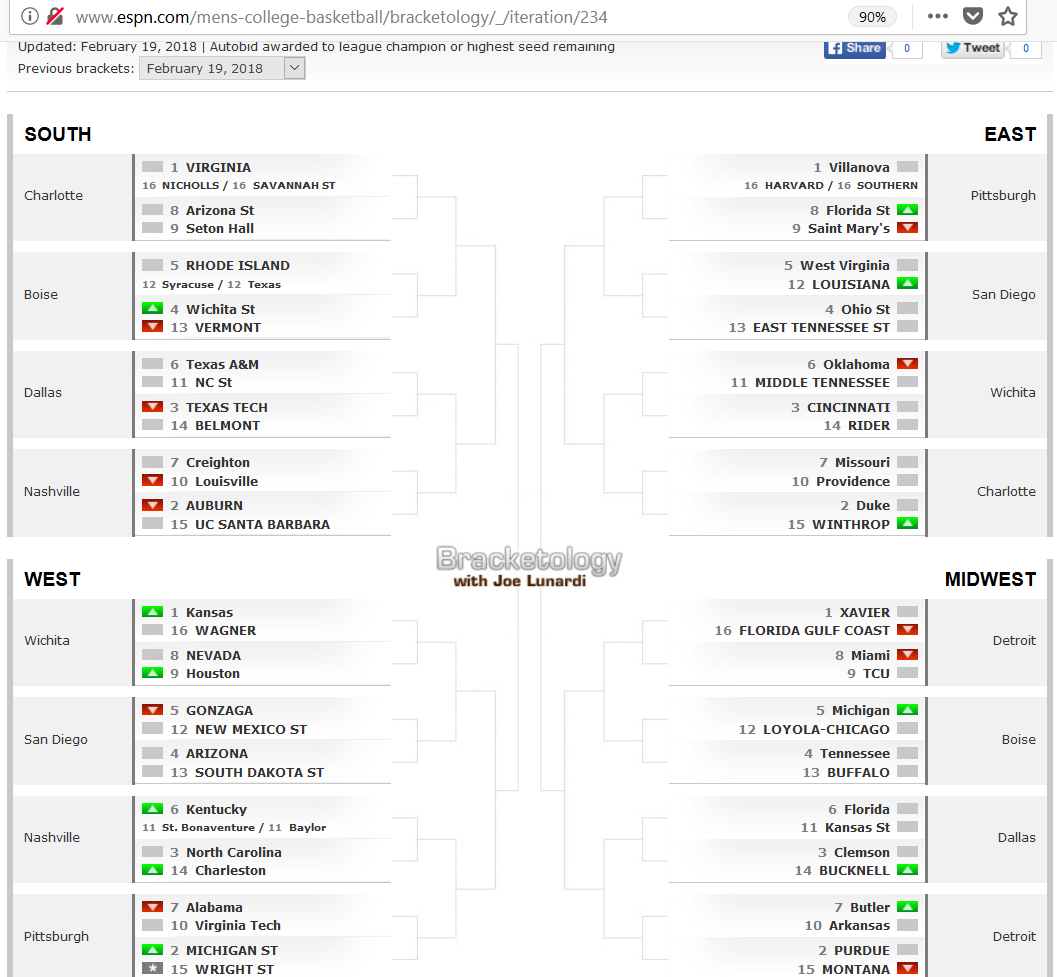 www.espn.com/mens-college-basketball/bracketology/_/iteration/234
90%
Updated: February 19, 2018 | Autobid awarded to league champion or highest seed remaining
Share 0 Tweet 0
Previous brackets: February 19, 2018
SOUTH
Charlotte
1 VIRGINIA
16 NICHOLLS / 16 SAVANNAH ST
8 Arizona St
9 Seton Hall
Boise
5 RHODE ISLAND
12 Syracuse / 12 Texas
4 Wichita St
13 VERMONT
Dallas
6 Texas A&M
11 NC St
3 TEXAS TECH
14 BELMONT
Nashville
7 Creighton
10 Louisville
2 AUBURN
15 UC SANTA BARBARA
EAST
Pittsburgh
1 Villanova
16 HARVARD / 16 SOUTHERN
8 Florida St
9 Saint Mary's
San Diego
5 West Virginia
12 LOUISIANA
4 Ohio St
13 EAST TENNESSEE ST
Wichita
6 Oklahoma
11 MIDDLE TENNESSEE
3 CINCINNATI
14 RIDER
Charlotte
7 Missouri
10 Providence
2 Duke
15 WINTHROP
Bracketology
with Joe Lunardi
WEST
Wichita
1 Kansas
16 WAGNER
8 NEVADA
9 Houston
San Diego
5 GONZAGA
12 NEW MEXICO ST
4 ARIZONA
13 SOUTH DAKOTA ST
Nashville
6 Kentucky
11 St. Bonaventure / 11 Baylor
3 North Carolina
14 Charleston
Pittsburgh
7 Alabama
10 Virginia Tech
2 MICHIGAN ST
15 WRIGHT ST
MIDWEST
Detroit
1 XAVIER
16 FLORIDA GULF COAST
8 Miami
9 TCU
Boise
5 Michigan
12 LOYOLA-CHICAGO
4 Tennessee
13 BUFFALO
Dallas
6 Florida
11 Kansas St
3 Clemson
14 BUCKNELL
Detroit
7 Butler
10 Arkansas
2 PURDUE
15 MONTANA